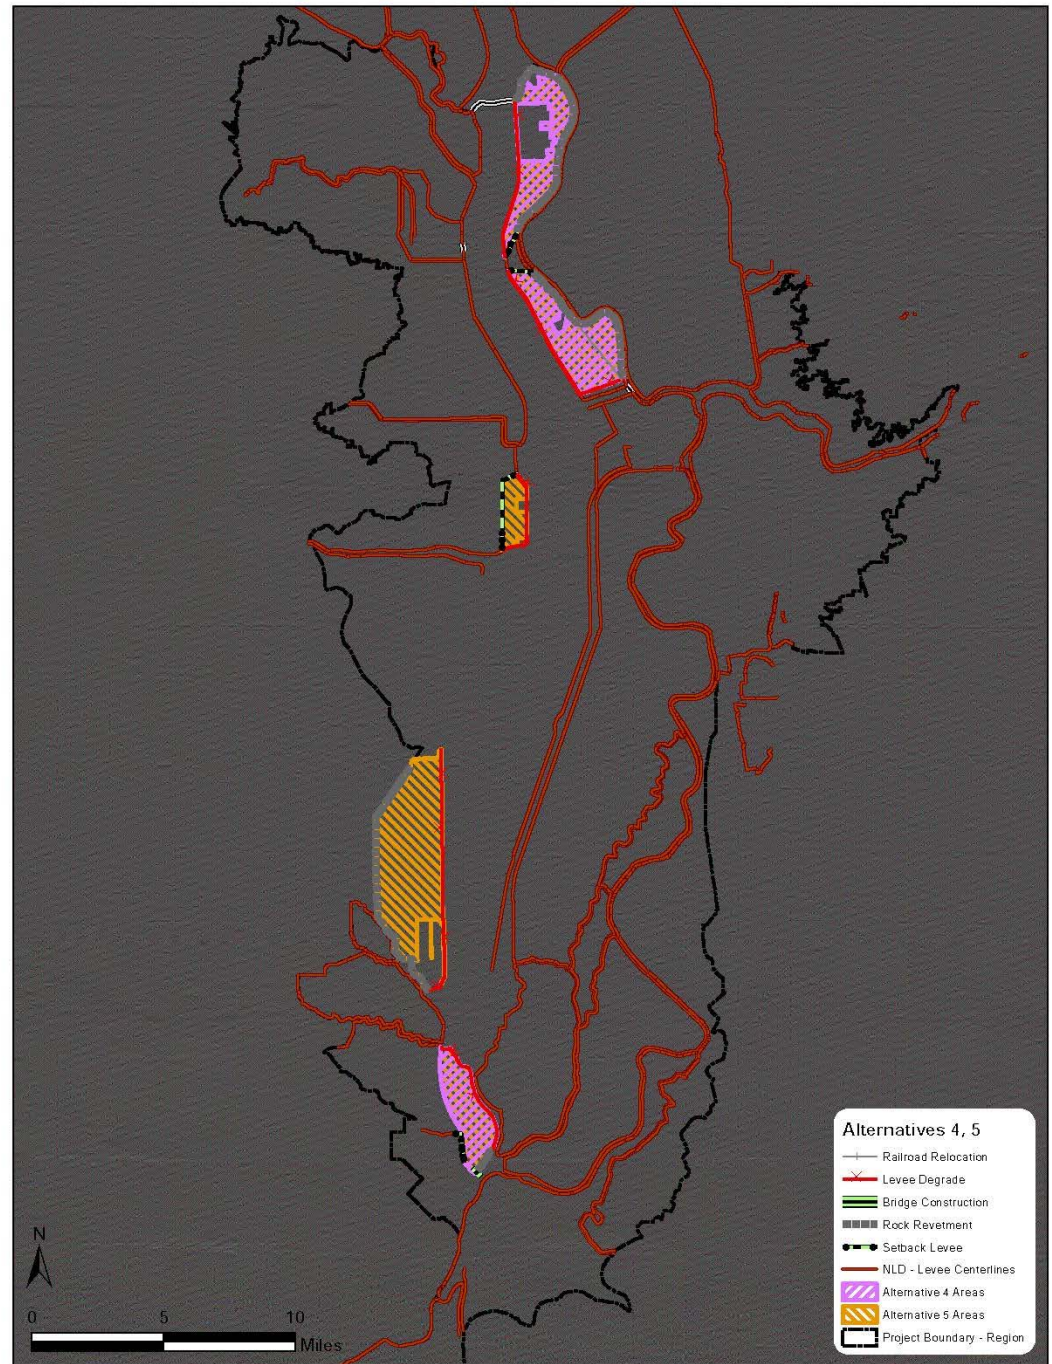 Alternatives 4, 5
Railroad Relocation
Levee Degrade
Bridge Construction
Rock Revetment
Setback Levee
NLD - Levee Centerlines
Alternative 4 Areas
Alternative 5 Areas
Project Boundary - Region
N
0 5 10
Miles